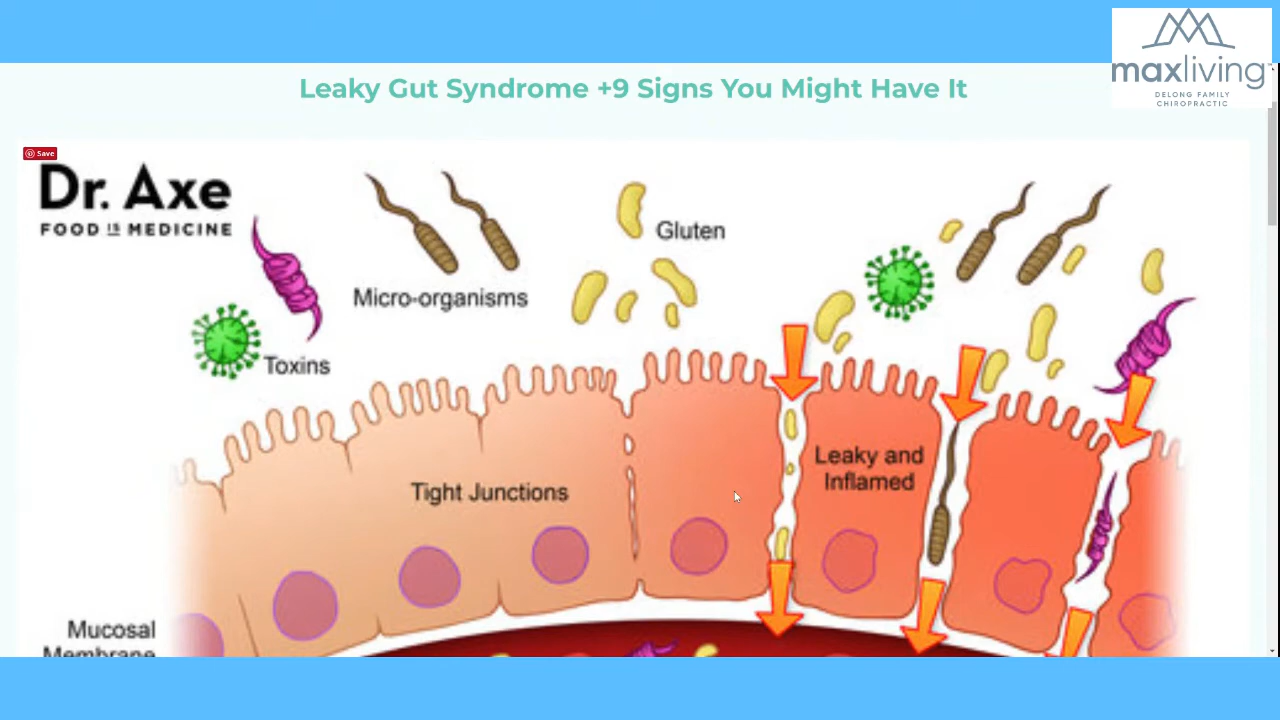 maxliving
DELONG FAMILY
CHIROPRACTIC
Leaky Gut Syndrome +9 Signs You Might Have It
Save
Dr. Axe
FOOD IS MEDICINE
Gluten
Micro-organisms
Toxins
Leaky and
Inflamed
Tight Junctions
Mucosal
Membrane